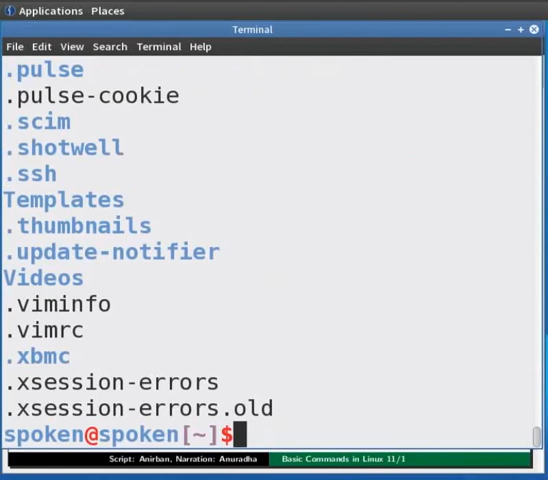 Applications Places
Terminal
File Edit View Search Terminal Help
.pulse
.pulse-cookie
.scim
.shotwell
.ssh
Templates
.thumbnails
.update-notifier
Videos
.viminfo
.vimrc
.xbmc
.xsession-errors
.xsession-errors.old
spoken@spoken[~]$
Script: Anirban, Narration: Anuradha Basic Commands in Linux 11/1